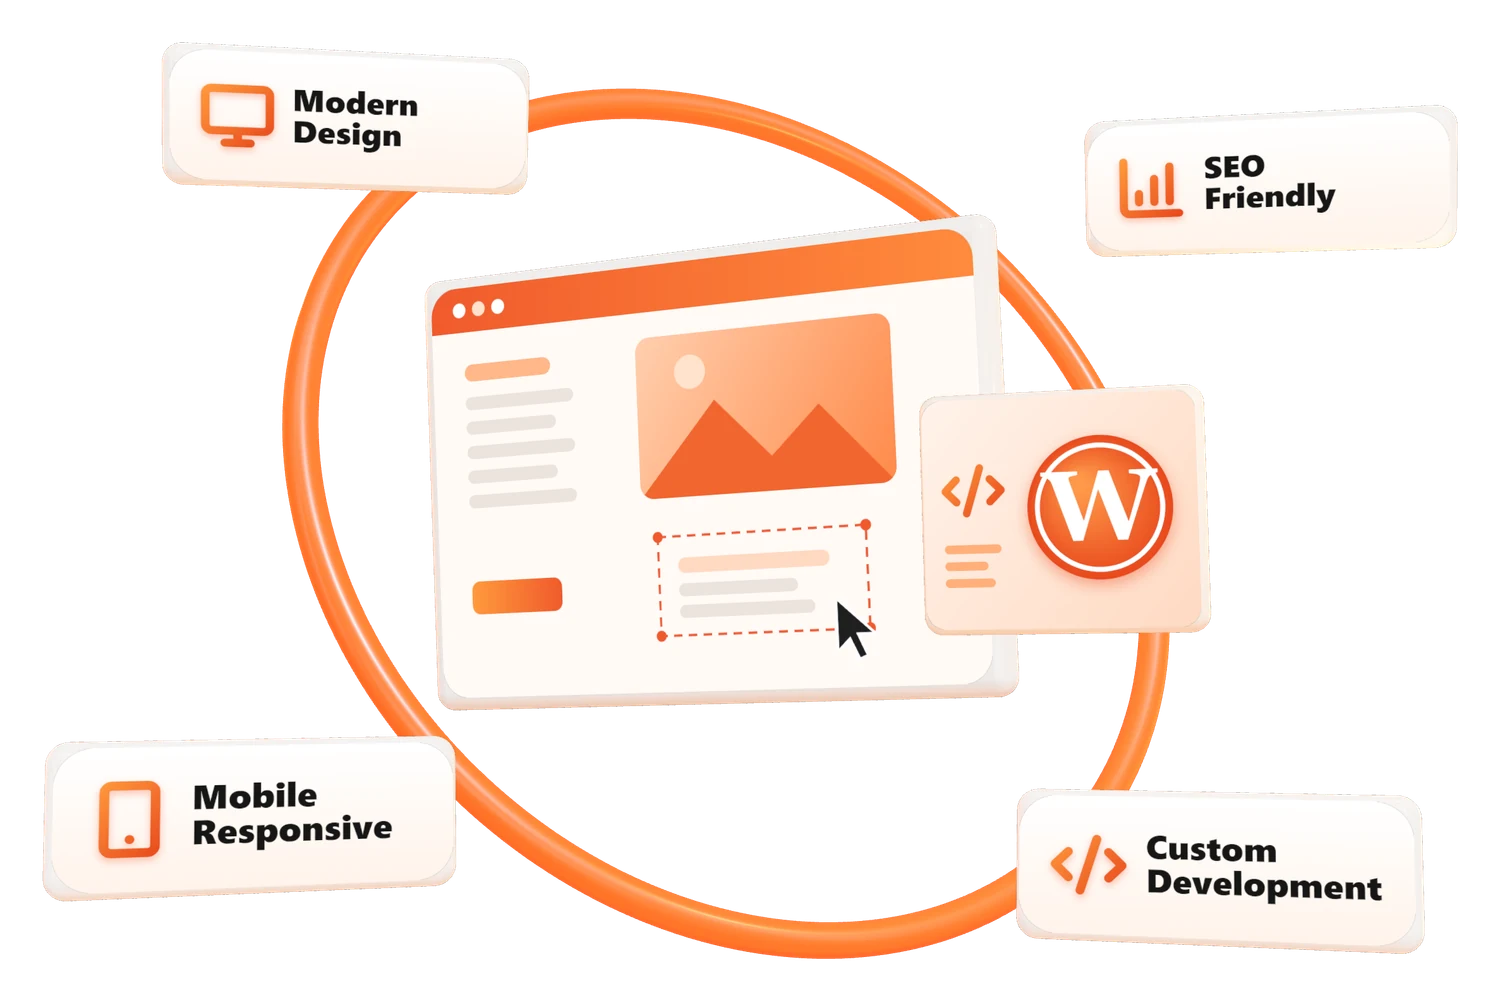 Modern
Design
SEO
Friendly
</>
W
Mobile
Responsive
</>
Custom
Development